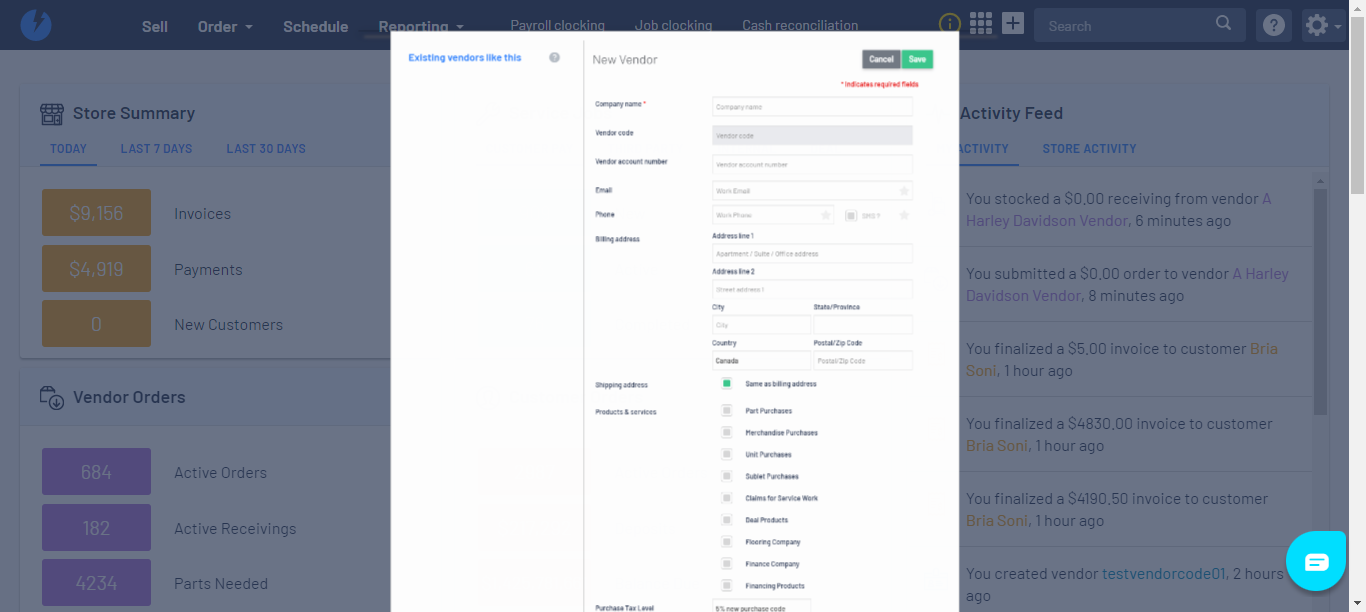 Sell
Order
Schedule
Reporting
Payroll clocking
Job clocking
Cash reconciliation
Search
Store Summary
TODAY
LAST 7 DAYS
LAST 30 DAYS
$9,156
Invoices
$4,919
Payments
0
New Customers
Vendor Orders
684
Active Orders
182
Active Receivings
4234
Parts Needed
Existing vendors like this
?
New Vendor
Cancel
Save
* Indicates required fields
Company name *
Company name
Vendor code
Vendor code
Vendor account number
Vendor account number
Email
Work Email
Phone
Work Phone
SMS?
Billing address
Address line 1
Apartment / Suite / Office address
Address line 2
Street address 1
City
State/Province
City
Country
Postal/Zip Code
Canada
Postal/Zip Code
Shipping address
Same as billing address
Products & services
Part Purchases
Merchandise Purchases
Unit Purchases
Sublet Purchases
Claims for Service Work
Deal Products
Flooring Company
Finance Company
Financing Products
Purchase Tax Level
5% new purchase code
Activity Feed
ACTIVITY
STORE ACTIVITY
You stocked a $0.00 receiving from vendor A
Harley Davidson Vendor, 6 minutes ago
You submitted a $0.00 order to vendor A Harley
Davidson Vendor, 8 minutes ago
You finalized a $5.00 invoice to customer Bria
Soni, 1 hour ago
You finalized a $4830.00 invoice to customer
Bria Soni, 1 hour ago
You finalized a $4190.50 invoice to customer
Bria Soni, 1 hour ago
You created vendor testvendorcode01, 2 hours
ago